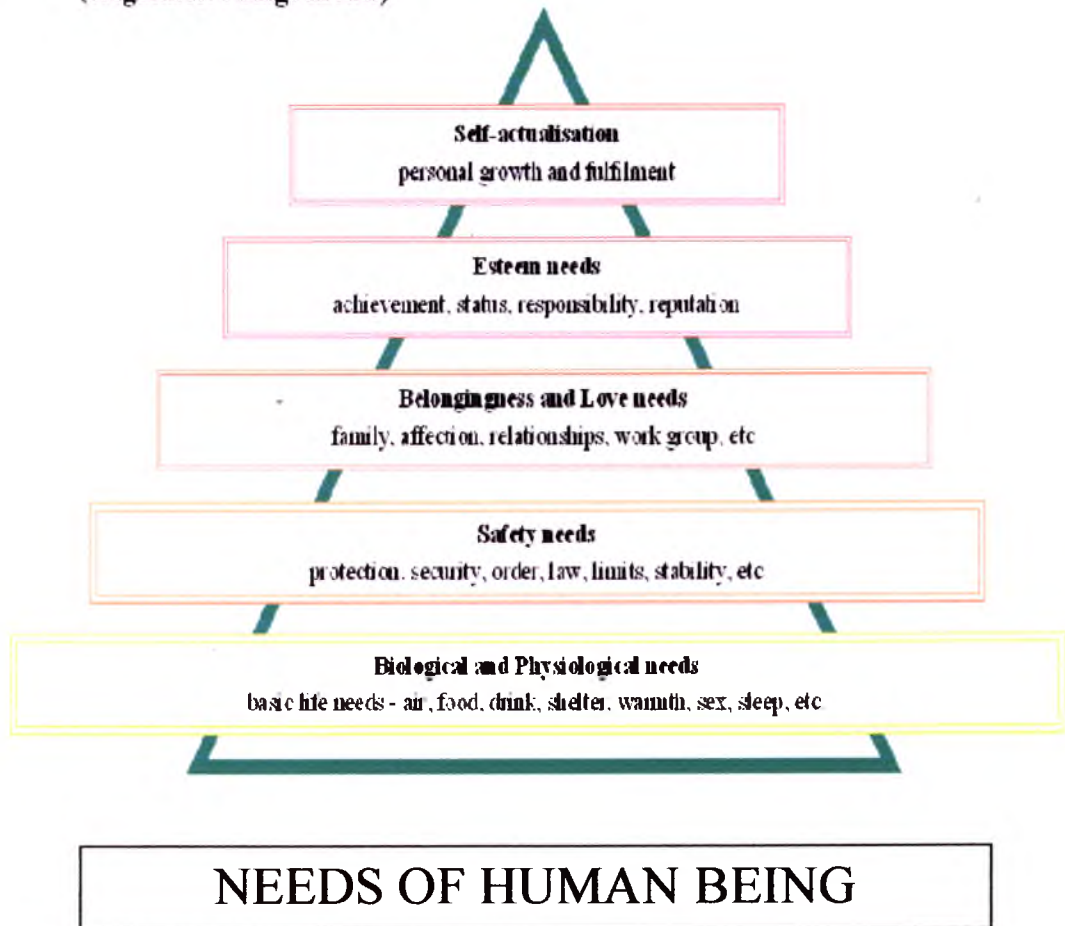 Self-actualisation
personal growth and fulfilment
Esteem needs
achievement, status, responsibility, reputation
Belongingness and Love needs
family, affection, relationships, work group, etc
Safety needs
protection, security, order, law, limits, stability, etc
Biological and Physiological needs
basic life needs - air, food, drink, shelter, warmth, sex, sleep, etc
NEEDS OF HUMAN BEING